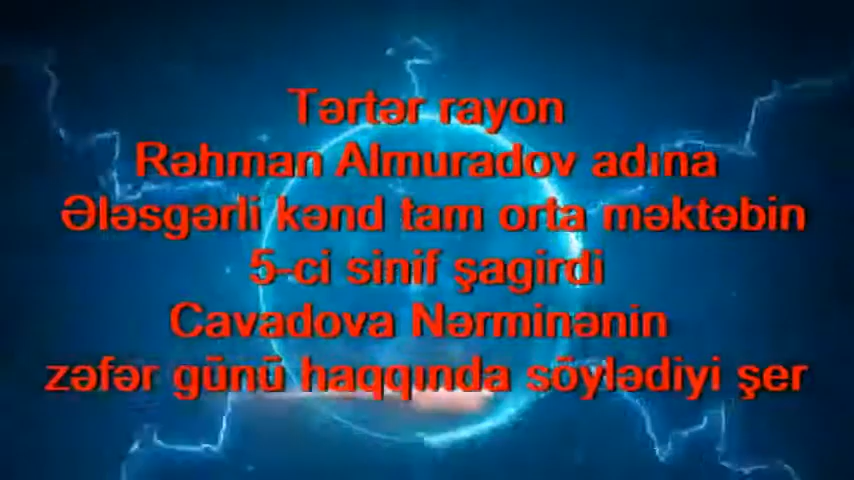 Tərtər rayon
Rəhman Almuradov adına
Ələsgərli kənd tam orta məktəbin
5-ci sinif şagirdi
Cavadova Nərminənin
zəfər günü haqqında söylədiyi şer